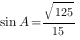 sin A = √125 / 15